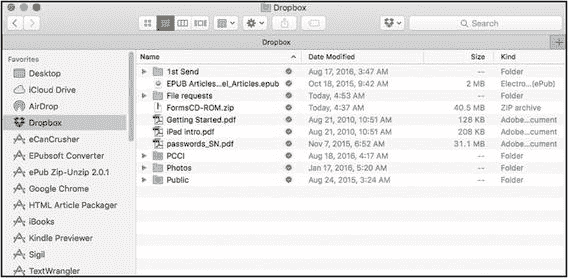 Dropbox
Search
Dropbox
Favorites
Desktop
iCloud Drive
AirDrop
Dropbox
eCanCrusher
EPubsoft Converter
ePub Zip-Unzip 2.0.1
Google Chrome
HTML Article Packager
iBooks
Kindle Previewer
Sigil
TextWrangler
Name Date Modified Size Kind
1st Send Aug 17, 2016, 3:47 AM -- Folder
EPUB Articles...el_Articles.epub Oct 18, 2015, 9:42 AM 2 MB Electro...(ePub)
File requests Today, 4:53 AM -- Folder
FormsCD-ROM.zip Today, 4:37 AM 40.5 MB ZIP archive
Getting Started.pdf Aug 21, 2010, 10:51 AM 128 KB Adobe...cument
iPad intro.pdf Aug 21, 2010, 10:51 AM 208 KB Adobe...cument
passwords_SN.pdf Nov 7, 2015, 6:52 AM 31.1 MB Adobe...cument
PCCI Aug 18, 2016, 4:17 AM -- Folder
Photos Jan 17, 2016, 5:20 AM -- Folder
Public Aug 24, 2015, 3:24 AM -- Folder